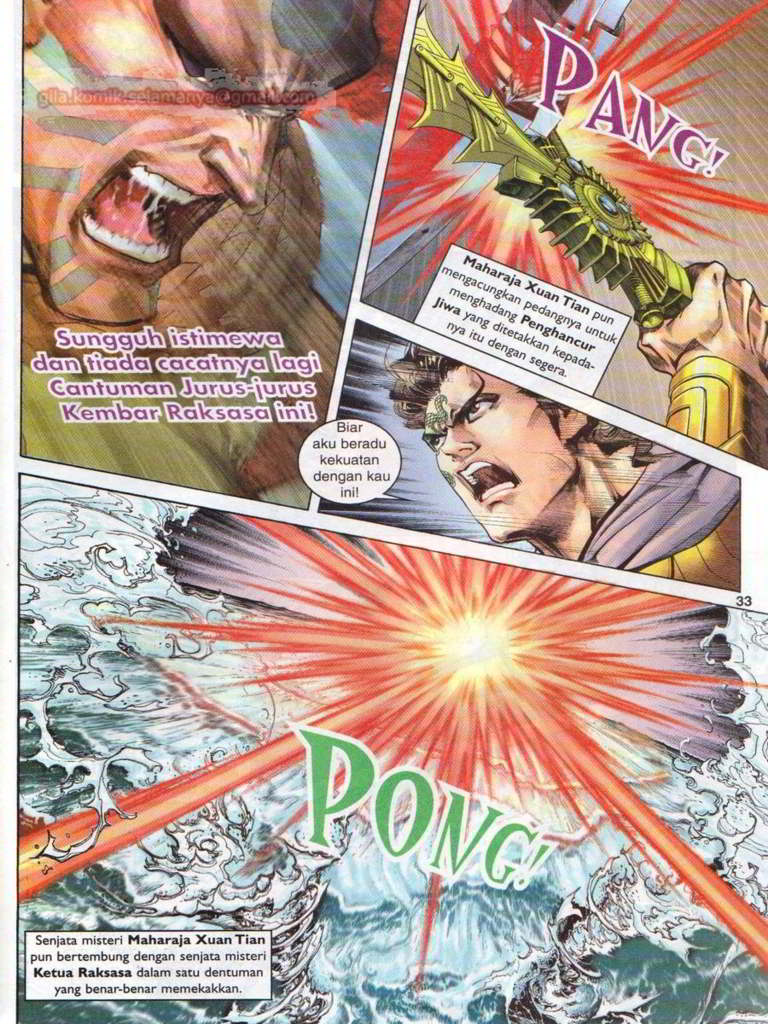 gila.komik.selamanya@gmail.com
Sungguh istimewa
dan tiada cacatnya lagi
Cantuman Jurus-jurus
Kembar Raksasa ini!
PANG!
Maharaja Xuan Tian pun
mengacungkan pedangnya untuk
menghadang Penghancur
Jiwa yang ditetakkan kepada-
nya itu dengan segera.
Biar
aku beradu
kekuatan
dengan kau
ini!
33
PONG!
Senjata misteri Maharaja Xuan Tian
pun bertembung dengan senjata misteri
Ketua Raksasa dalam satu dentuman
yang benar-benar memekakkan.